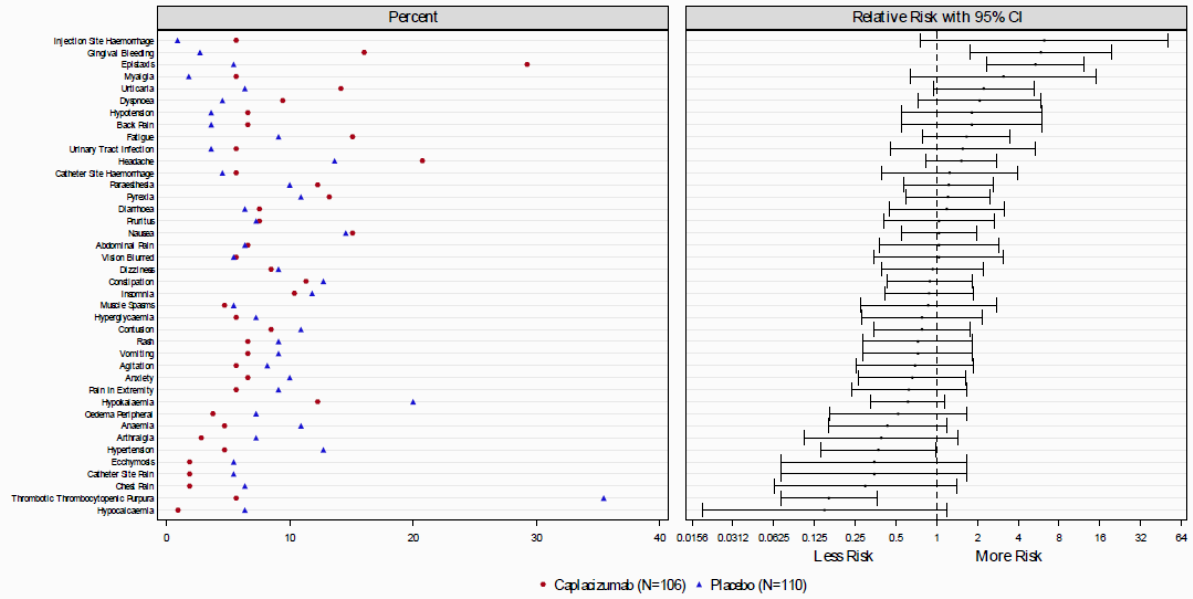 Percent
Relative Risk with 95% CI
Injection Site Haemorrhage
Gingival Bleeding
Epistaxis
Myalgia
Urticaria
Dyspnoea
Hypotension
Back Pain
Fatigue
Urinary Tract Infection
Headache
Catheter Site Haemorrhage
Paraesthesia
Pyrexia
Diarrhoea
Pruritus
Nausea
Abdominal Pain
Vision Blurred
Dizziness
Constipation
Insomnia
Muscle Spasms
Hyperglycaemia
Contusion
Rash
Vomiting
Agitation
Anxiety
Pain in Extremity
Hypokalaemia
Oedema Peripheral
Anaemia
Arthralgia
Hypertension
Ecchymosis
Catheter Site Pain
Chest Pain
Thrombotic Thrombocytopenic Purpura
Hypocalcaemia
0 10 20 30 40
0.0156 0.0312 0.0625 0.125 0.25 0.5 1 2 4 8 16 32 64
Less Risk More Risk
Caplacizumab (N=106) Placebo (N=110)